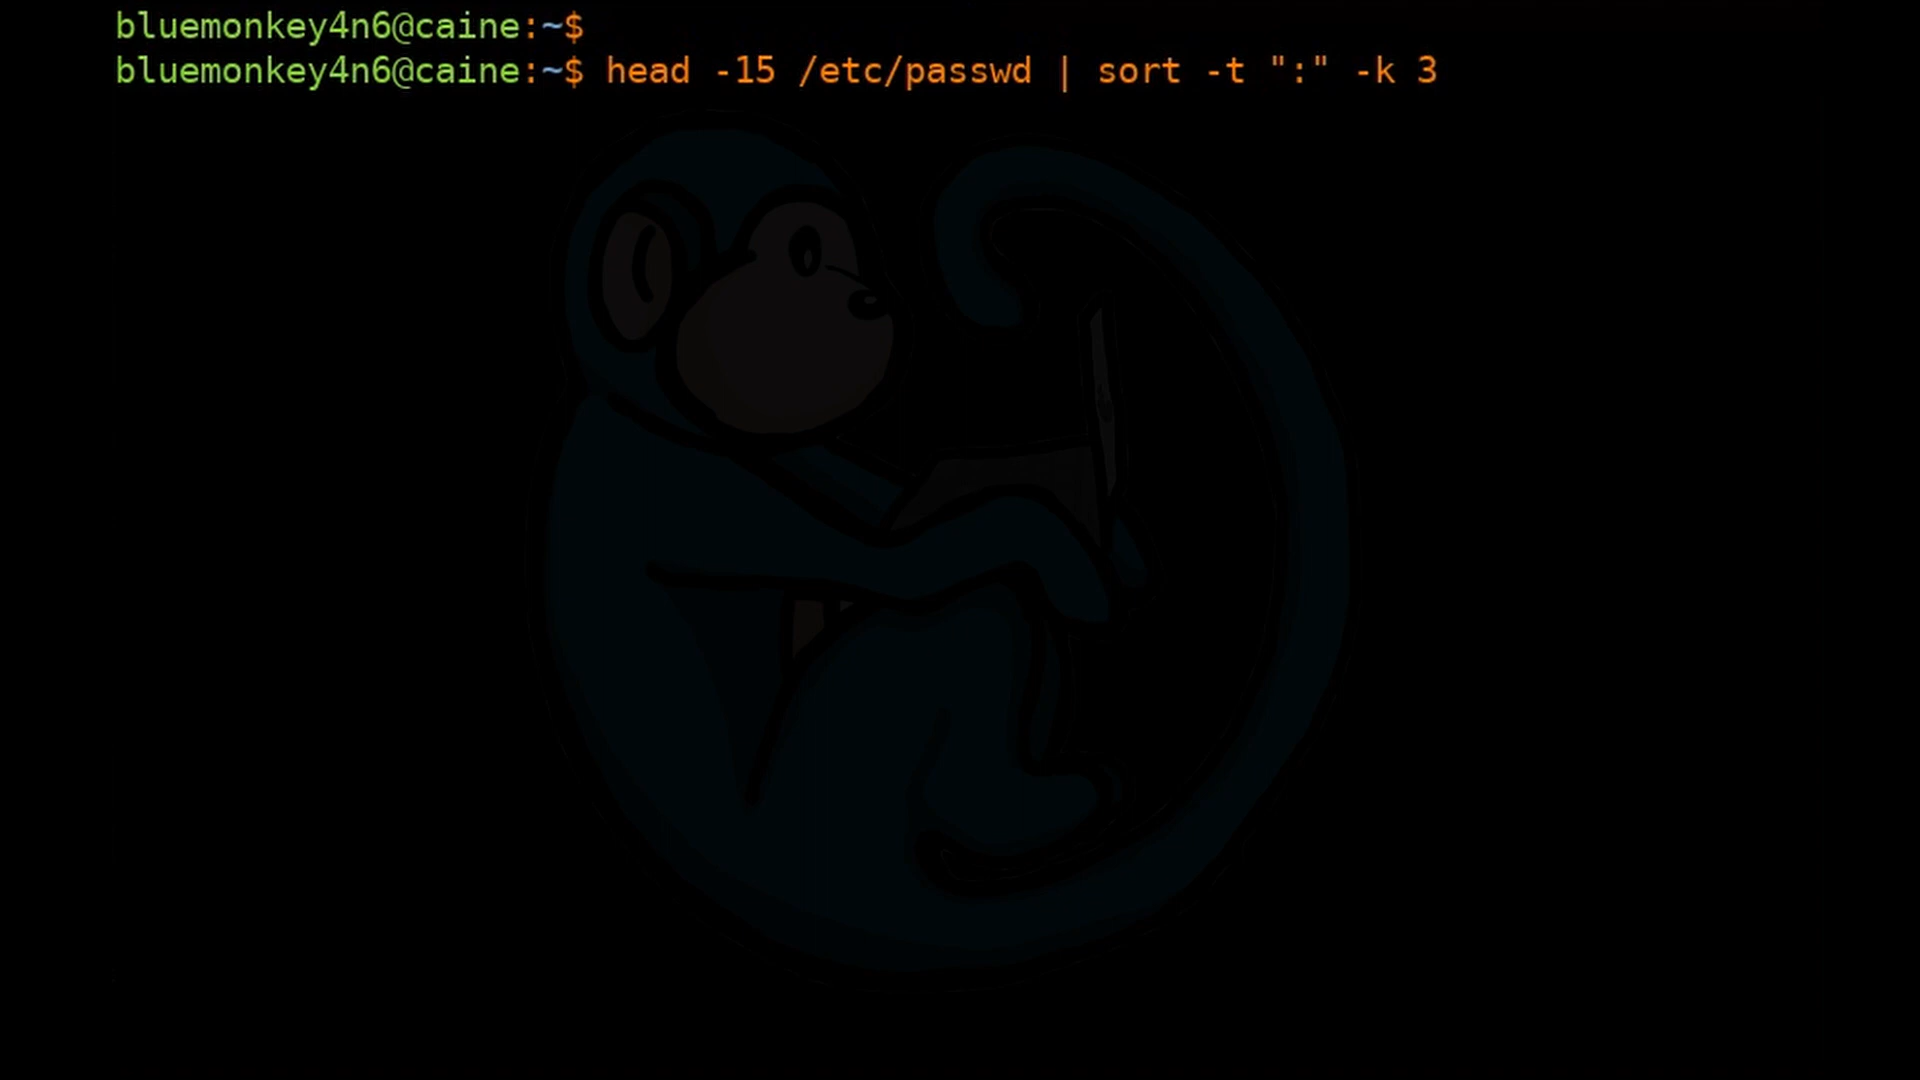 bluemonkey4n6@caine:~$
bluemonkey4n6@caine:~$ head -15 /etc/passwd | sort -t ":" -k 3